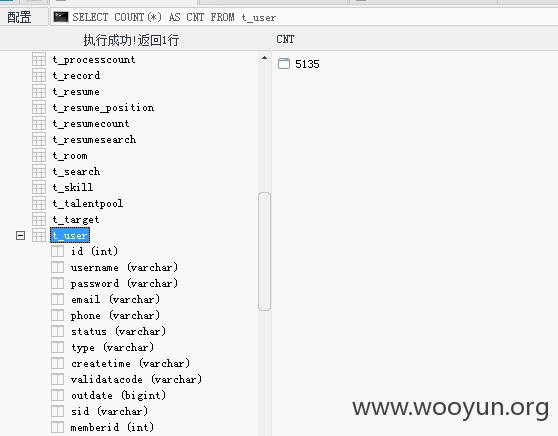 配置
SELECT COUNT(*) AS CNT FROM t_user
执行成功!返回1行
CNT
t_processcount
5135
t_record
t_resume
t_resume_position
t_resumecount
t_resumesearch
t_room
t_search
t_skill
t_talentpool
t_target
t_user
id (int)
username (varchar)
password (varchar)
email (varchar)
phone (varchar)
status (varchar)
type (varchar)
createtime (varchar)
validatacode (varchar)
outdate (bigint)
sid (varchar)
memberid (int)
www.wooyun.org